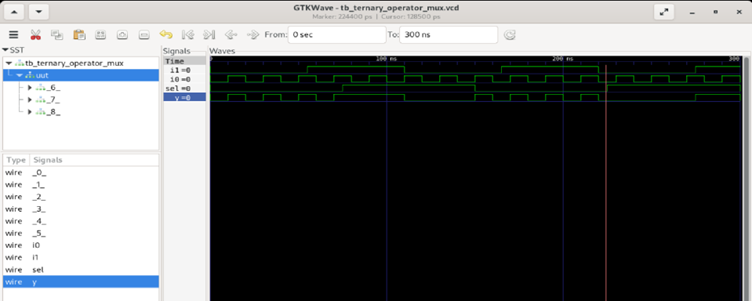 GTKWave - tb_ternary_operator_mux.vcd
Marker: 224400 ps | Cursor: 128500 ps
From: 0 sec To: 300 ns
SST
tb_ternary_operator_mux
uut
_6_
_7_
_8_
Type Signals
wire _0_
wire _1_
wire _2_
wire _3_
wire _4_
wire _5_
wire i0
wire i1
wire sel
wire y
Signals
Time
i1=0
i0=0
sel=0
y=0
Waves
0 100 ns 200 ns 300